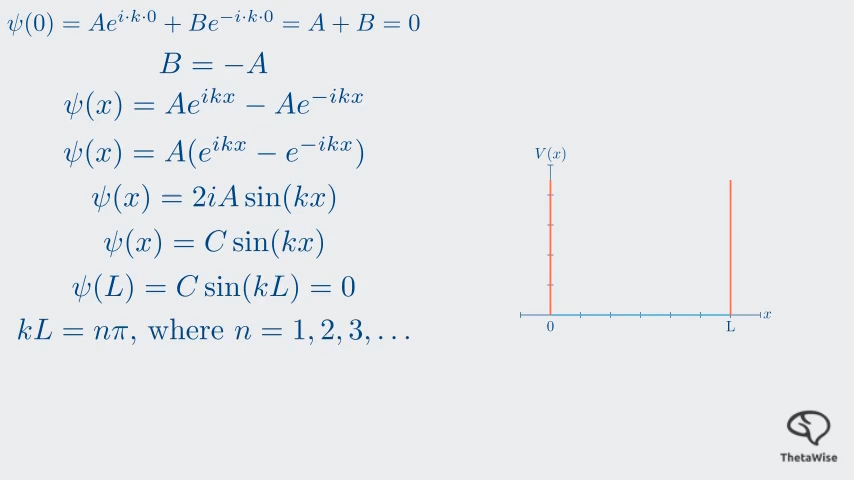 ψ(0) = Ae^{i·k·0} + Be^{−i·k·0} = A + B = 0
B = −A
ψ(x) = Ae^{ikx} − Ae^{−ikx}
ψ(x) = A(e^{ikx} − e^{−ikx})
ψ(x) = 2iA sin(kx)
ψ(x) = C sin(kx)
ψ(L) = C sin(kL) = 0
kL = nπ, where n = 1, 2, 3, . . .
V(x)
x
0
L
ThetaWise